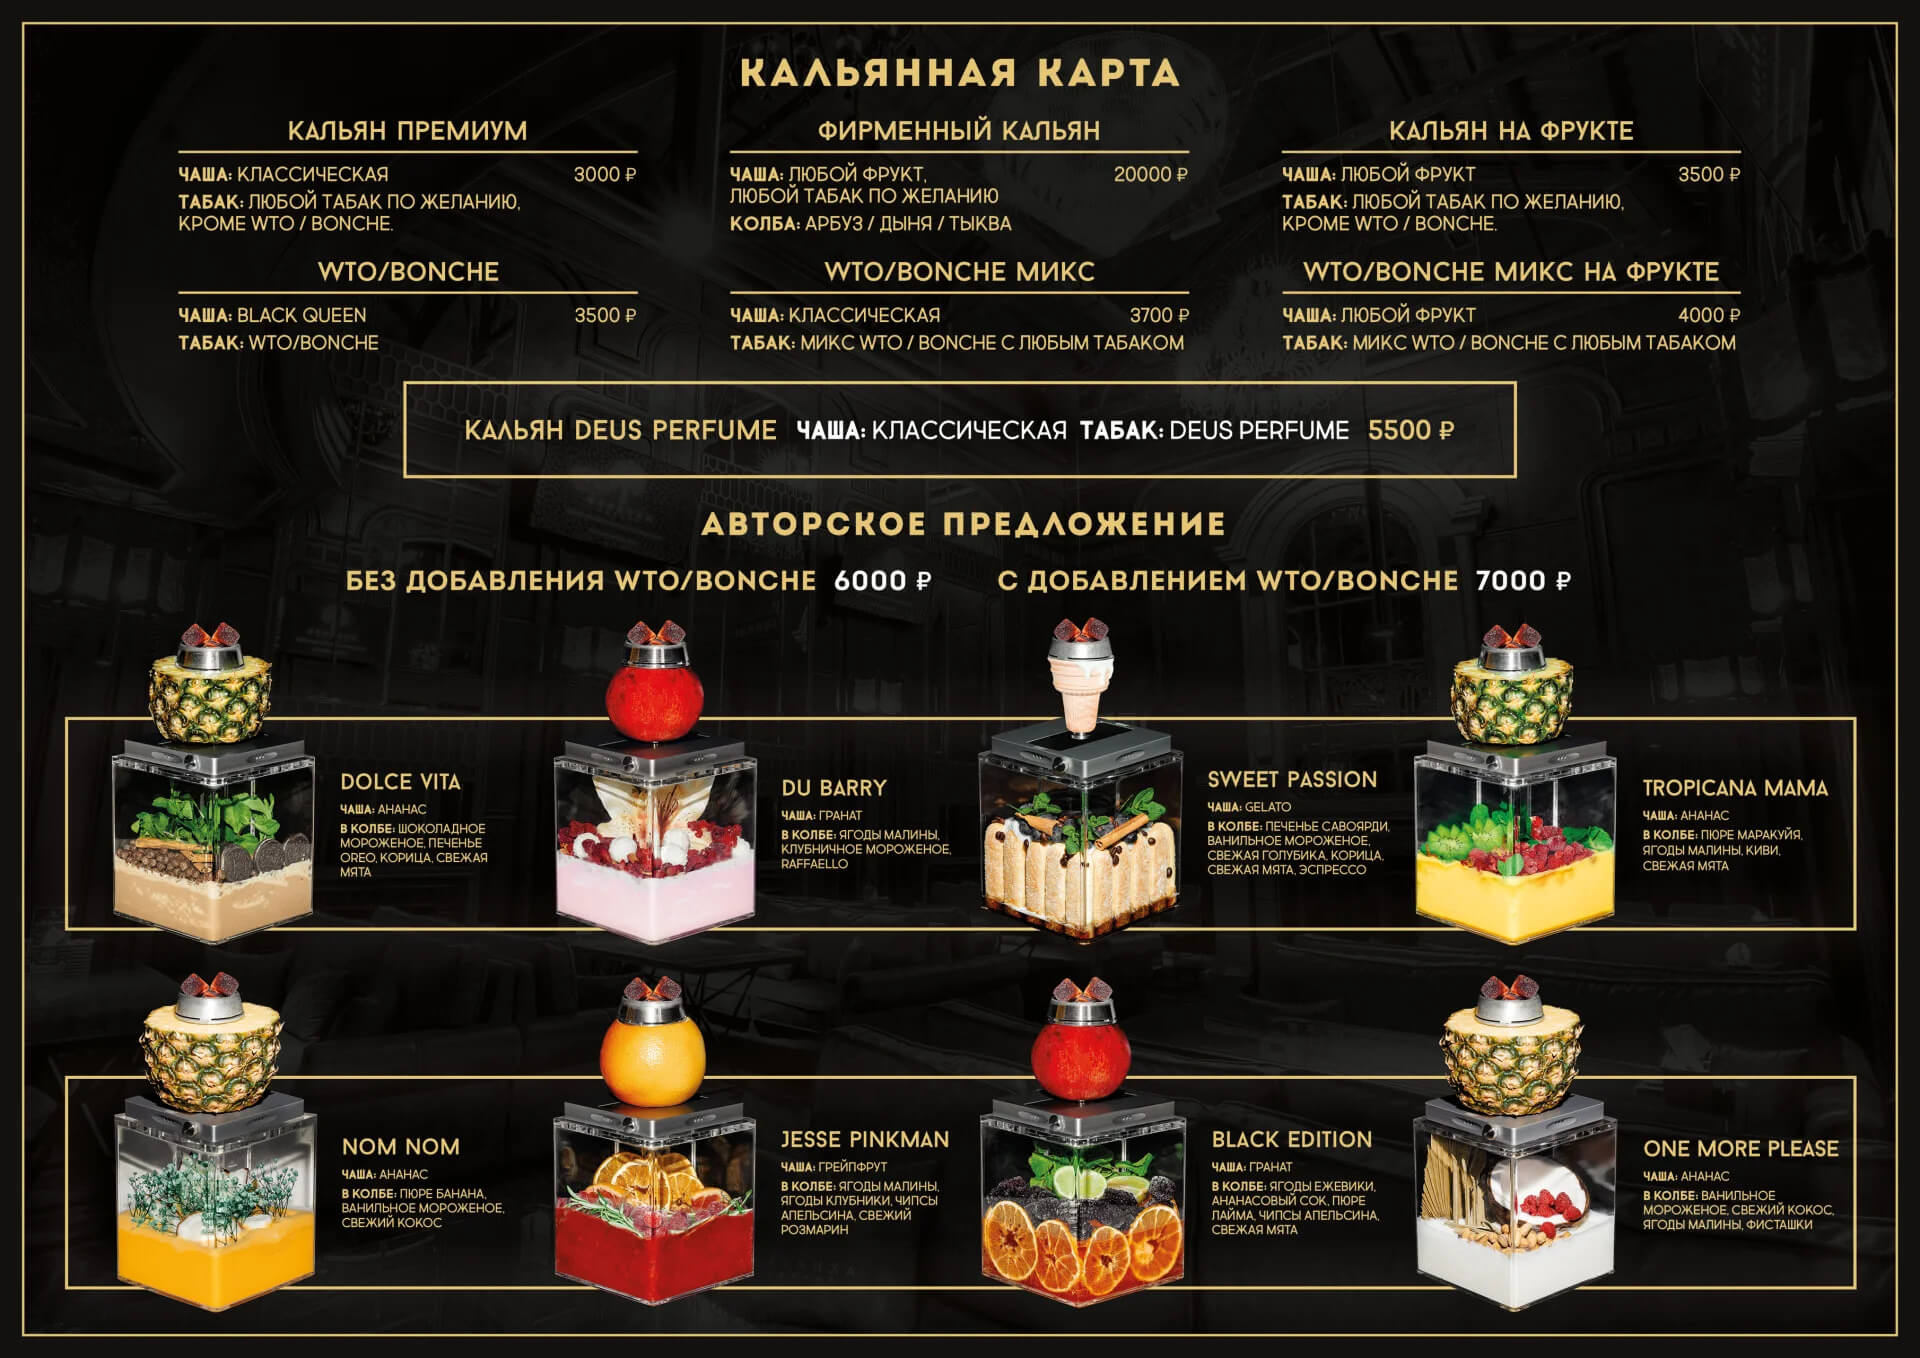 КАЛЬЯННАЯ КАРТА
КАЛЬЯН ПРЕМИУМ
ЧАША: КЛАССИЧЕСКАЯ 3000 ₽
ТАБАК: ЛЮБОЙ ТАБАК ПО ЖЕЛАНИЮ,
КРОМЕ WTO / BONCHE.
ФИРМЕННЫЙ КАЛЬЯН
ЧАША: ЛЮБОЙ ФРУКТ, 20000 ₽
ЛЮБОЙ ТАБАК ПО ЖЕЛАНИЮ
КОЛБА: АРБУЗ / ДЫНЯ / ТЫКВА
КАЛЬЯН НА ФРУКТЕ
ЧАША: ЛЮБОЙ ФРУКТ 3500 ₽
ТАБАК: ЛЮБОЙ ТАБАК ПО ЖЕЛАНИЮ,
КРОМЕ WTO / BONCHE.
WTO/BONCHE
ЧАША: BLACK QUEEN 3500 ₽
ТАБАК: WTO/BONCHE
WTO/BONCHE МИКС
ЧАША: КЛАССИЧЕСКАЯ 3700 ₽
ТАБАК: МИКС WTO / BONCHE С ЛЮБЫМ ТАБАКОМ
WTO/BONCHE МИКС НА ФРУКТЕ
ЧАША: ЛЮБОЙ ФРУКТ 4000 ₽
ТАБАК: МИКС WTO / BONCHE С ЛЮБЫМ ТАБАКОМ
КАЛЬЯН DEUS PERFUME ЧАША: КЛАССИЧЕСКАЯ ТАБАК: DEUS PERFUME 5500 ₽
АВТОРСКОЕ ПРЕДЛОЖЕНИЕ
БЕЗ ДОБАВЛЕНИЯ WTO/BONCHE 6000 ₽ С ДОБАВЛЕНИЕМ WTO/BONCHE 7000 ₽
DOLCE VITA
ЧАША: АНАНАС
В КОЛБЕ: ШОКОЛАДНОЕ
МОРОЖЕНОЕ, ПЕЧЕНЬЕ
OREO, КОРИЦА, СВЕЖАЯ
МЯТА
DU BARRY
ЧАША: ГРАНАТ
В КОЛБЕ: ЯГОДЫ МАЛИНЫ,
КЛУБНИЧНОЕ МОРОЖЕНОЕ,
RAFFAELLO
SWEET PASSION
ЧАША: GELATO
В КОЛБЕ: ПЕЧЕНЬЕ САВОЯРДИ,
ВАНИЛЬНОЕ МОРОЖЕНОЕ,
СВЕЖАЯ ГОЛУБИКА, КОРИЦА,
СВЕЖАЯ МЯТА, ЭСПРЕССО
TROPICANA MAMA
ЧАША: АНАНАС
В КОЛБЕ: ПЮРЕ МАРАКУЙЯ,
ЯГОДЫ МАЛИНЫ, КИВИ,
СВЕЖАЯ МЯТА
NOM NOM
ЧАША: АНАНАС
В КОЛБЕ: ПЮРЕ БАНАНА,
ВАНИЛЬНОЕ МОРОЖЕНОЕ,
СВЕЖИЙ КОКОС
JESSE PINKMAN
ЧАША: ГРЕЙПФРУТ
В КОЛБЕ: ЯГОДЫ МАЛИНЫ,
ЯГОДЫ КЛУБНИКИ, ЧИПСЫ
АПЕЛЬСИНА, СВЕЖИЙ
РОЗМАРИН
BLACK EDITION
ЧАША: ГРАНАТ
В КОЛБЕ: ЯГОДЫ ЕЖЕВИКИ,
АНАНАСОВЫЙ СОК, ПЮРЕ
ЛАЙМА, ЧИПСЫ АПЕЛЬСИНА,
СВЕЖАЯ МЯТА
ONE MORE PLEASE
ЧАША: АНАНАС
В КОЛБЕ: ВАНИЛЬНОЕ
МОРОЖЕНОЕ, СВЕЖИЙ КОКОС,
ЯГОДЫ МАЛИНЫ, ФИСТАШКИ